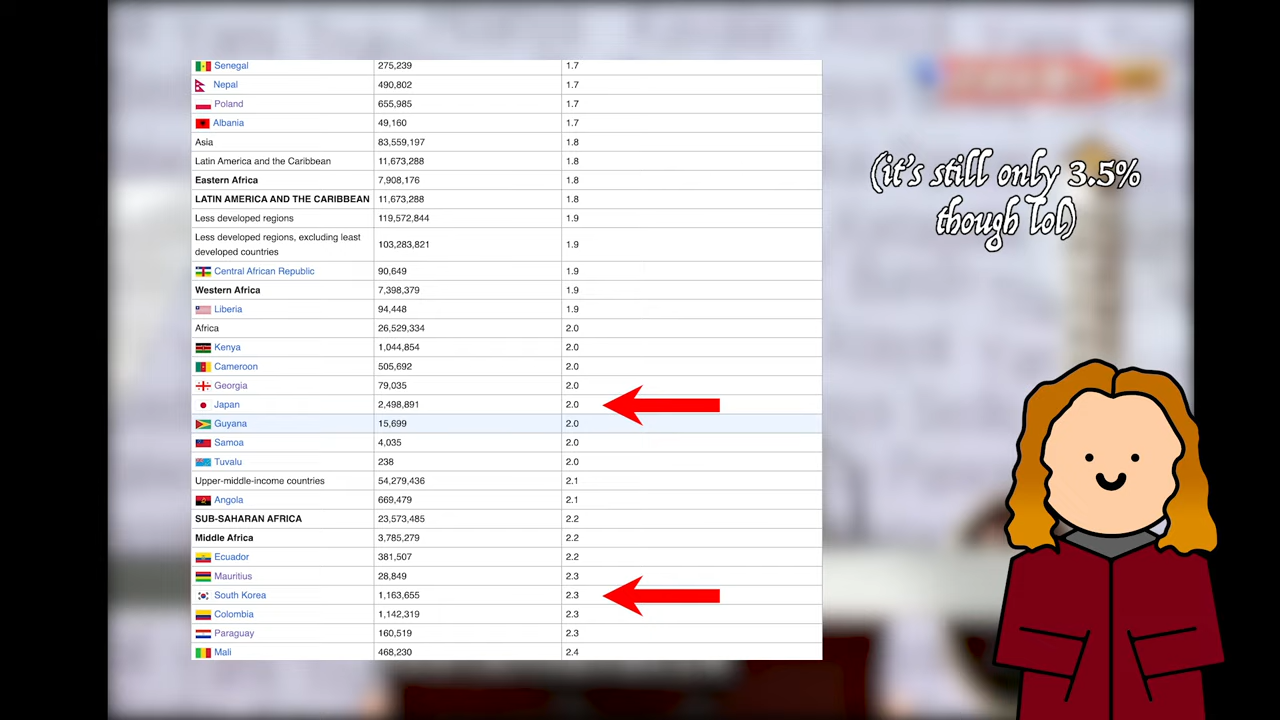 Senegal 275,239 1.7
Nepal 490,802 1.7
Poland 655,985 1.7
Albania 49,160 1.7
Asia 83,559,197 1.8
Latin America and the Caribbean 11,673,288 1.8
Eastern Africa 7,908,176 1.8
LATIN AMERICA AND THE CARIBBEAN 11,673,288 1.8
Less developed regions 119,572,844 1.9
Less developed regions, excluding least
developed countries 103,283,821 1.9
Central African Republic 90,649 1.9
Western Africa 7,398,379 1.9
Liberia 94,448 1.9
Africa 26,529,334 2.0
Kenya 1,044,854 2.0
Cameroon 505,692 2.0
Georgia 79,035 2.0
Japan 2,498,891 2.0
Guyana 15,699 2.0
Samoa 4,035 2.0
Tuvalu 238 2.0
Upper-middle-income countries 54,279,436 2.1
Angola 669,479 2.1
SUB-SAHARAN AFRICA 23,573,485 2.2
Middle Africa 3,785,279 2.2
Ecuador 381,507 2.2
Mauritius 28,849 2.3
South Korea 1,163,655 2.3
Colombia 1,142,319 2.3
Paraguay 160,519 2.3
Mali 468,230 2.4
(it's still only 3.5%
though lol)